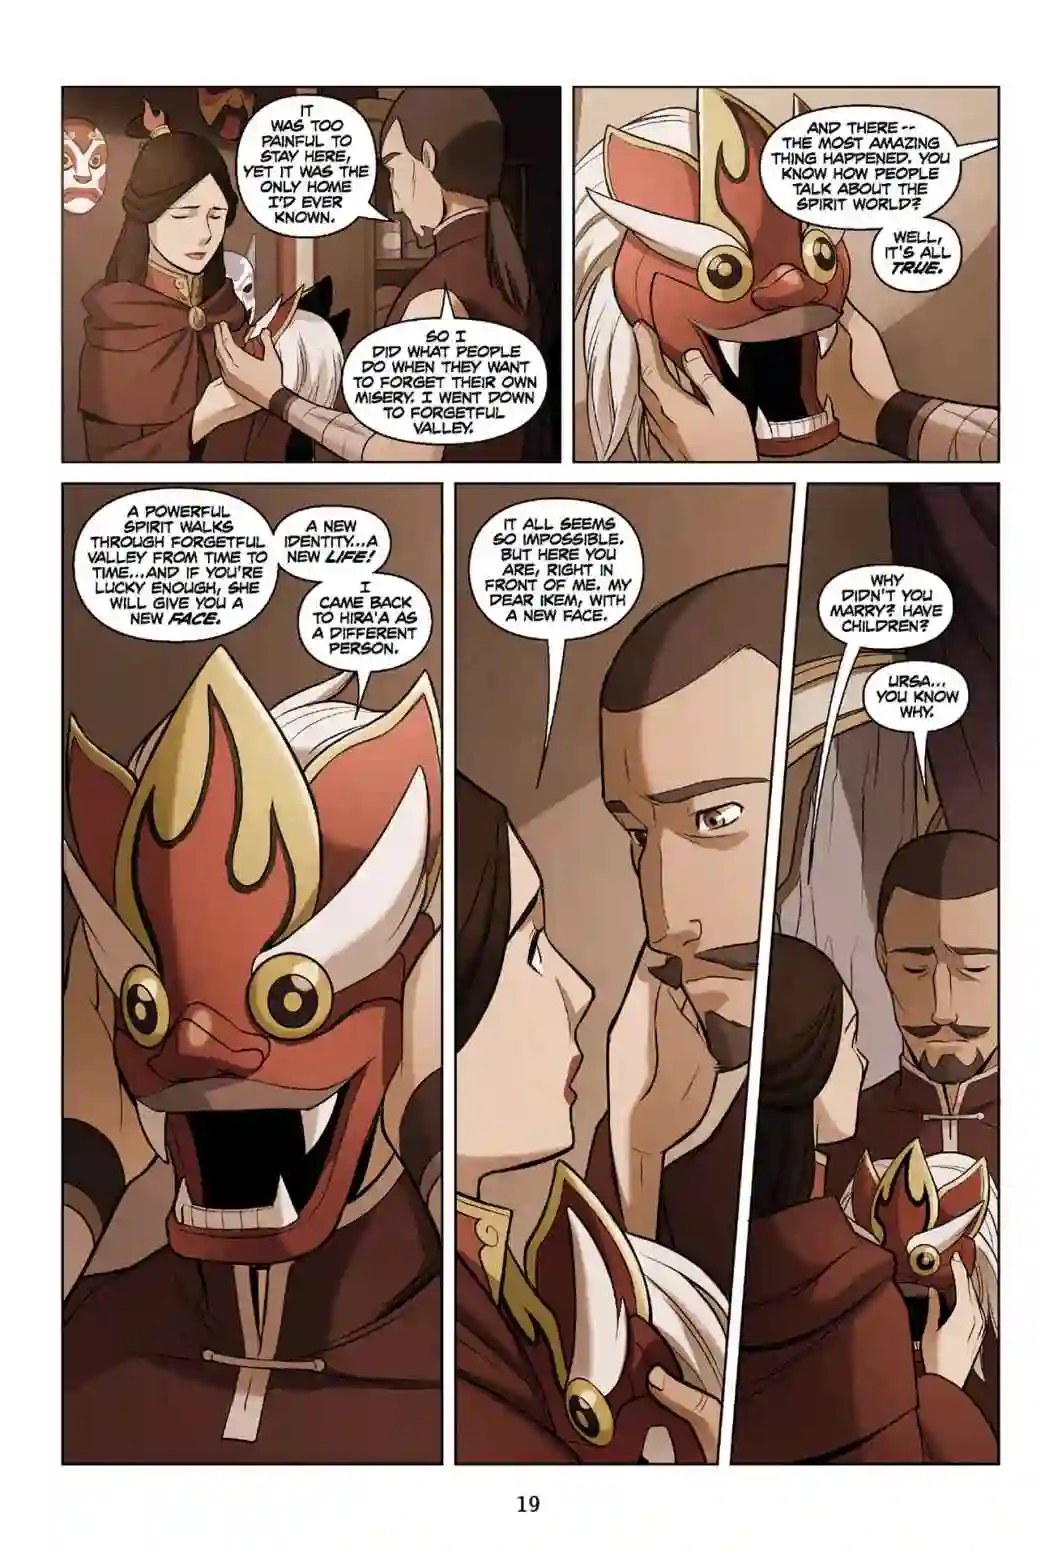 IT
WAS TOO
PAINFUL TO
STAY HERE,
YET IT WAS THE
ONLY HOME
I'D EVER
KNOWN.
SO I
DID WHAT PEOPLE
DO WHEN THEY WANT
TO FORGET THEIR OWN
MISERY. I WENT DOWN
TO FORGETFUL
VALLEY.
AND THERE--
THE MOST AMAZING
THING HAPPENED. YOU
KNOW HOW PEOPLE
TALK ABOUT THE
SPIRIT WORLD?
WELL,
IT'S ALL
TRUE.
A POWERFUL
SPIRIT WALKS
THROUGH FORGETFUL
VALLEY FROM TIME TO
TIME...AND IF YOU'RE
LUCKY ENOUGH, SHE
WILL GIVE YOU A
NEW FACE.
A NEW
IDENTITY...A
NEW LIFE!
I
CAME BACK
TO HIRA'A AS
A DIFFERENT
PERSON.
IT ALL SEEMS
SO IMPOSSIBLE.
BUT HERE YOU
ARE, RIGHT IN
FRONT OF ME. MY
DEAR IKEM, WITH
A NEW FACE.
WHY
DIDN'T YOU
MARRY? HAVE
CHILDREN?
URSA...
YOU KNOW
WHY.
19